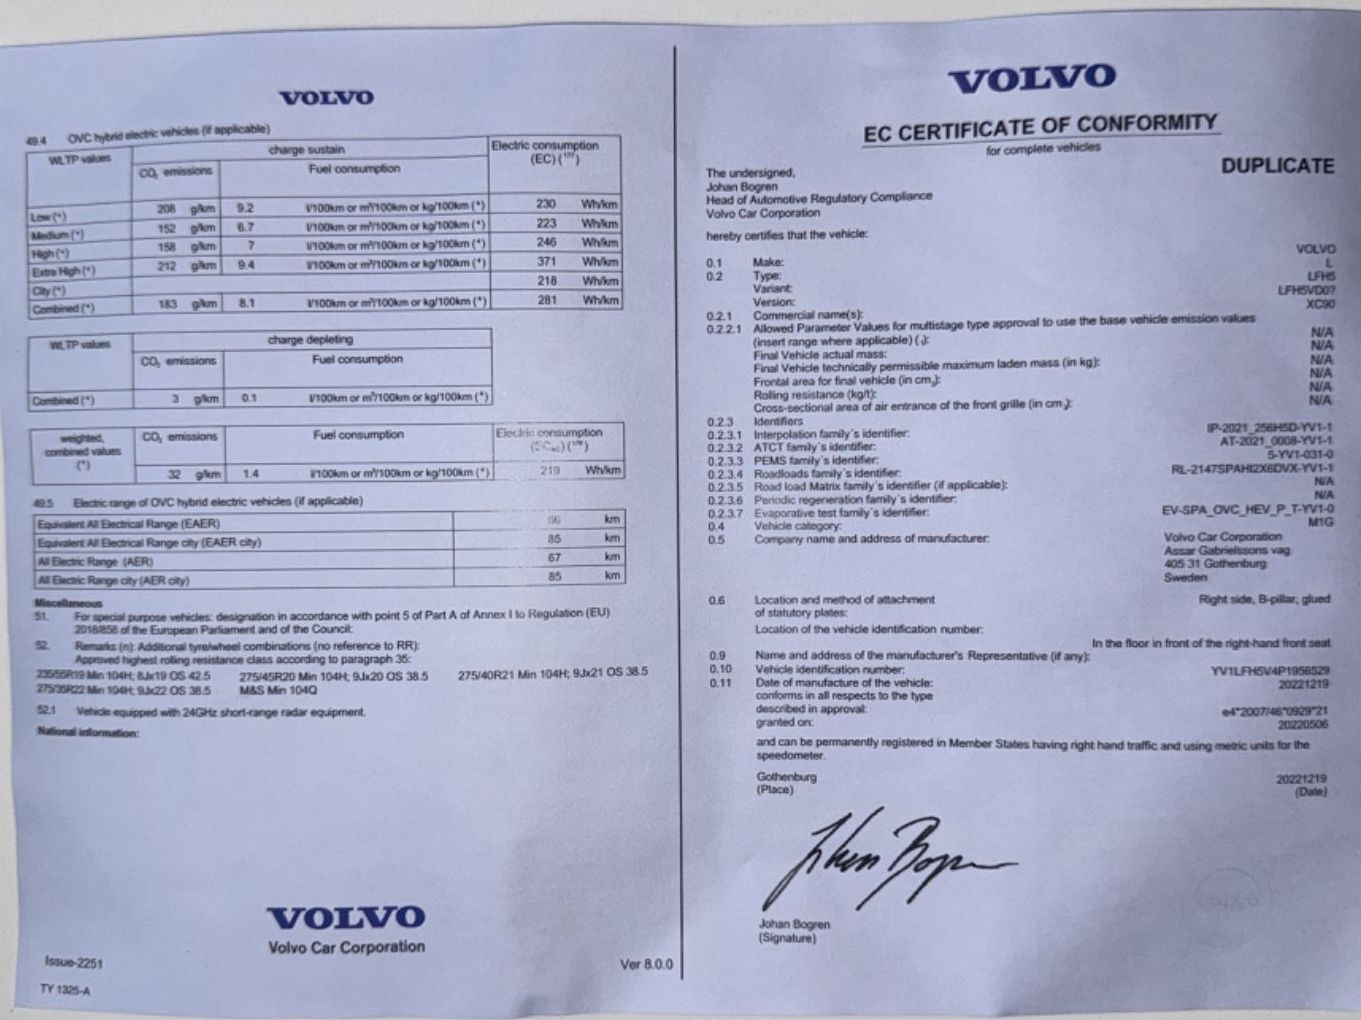 VOLVO
49.4 OVC hybrid electric vehicles (if applicable)
WLTP values charge sustain Electric consumption
CO₂ emissions Fuel consumption (EC)
Low (*) 208 g/km 9.2 l/100km or m³/100km or kg/100km (*) 230 Wh/km
Medium (*) 152 g/km 6.7 l/100km or m³/100km or kg/100km (*) 223 Wh/km
High (*) 158 g/km 7 l/100km or m³/100km or kg/100km (*) 246 Wh/km
Extra High (*) 212 g/km 9.4 l/100km or m³/100km or kg/100km (*) 371 Wh/km
City (*) 218 Wh/km
Combined (*) 183 g/km 8.1 l/100km or m³/100km or kg/100km (*) 281 Wh/km
WLTP values charge depleting
CO₂ emissions Fuel consumption
Combined (*) 3 g/km 0.1 l/100km or m³/100km or kg/100km (*)
weighted, CO₂ emissions Fuel consumption Electric consumption
combined values
(*)
32 g/km 1.4 l/100km or m³/100km or kg/100km (*) 219 Wh/km
49.5 Electric range of OVC hybrid electric vehicles (if applicable)
Equivalent All Electrical Range (EAER) km
Equivalent All Electrical Range city (EAER city) 85 km
All Electric Range (AER) 67 km
All Electric Range city (AER city) 85 km
Miscellaneous
51. For special purpose vehicles: designation in accordance with point 5 of Part A of Annex I to Regulation (EU)
2018/858 of the European Parliament and of the Council:
52. Remarks (n): Additional tyre/wheel combinations (no reference to RR):
Approved highest rolling resistance class according to paragraph 35:
235/55R19 Min 104H; 8Jx19 OS 42.5 275/45R20 Min 104H; 9Jx20 OS 38.5 275/40R21 Min 104H; 9Jx21 OS 38.5
275/35R22 Min 104H; 9Jx22 OS 38.5 M&S Min 104Q
52.1 Vehicle equipped with 24GHz short-range radar equipment.
National information:
VOLVO
Volvo Car Corporation
Issue-2251
Ver 8.0.0
TY 1325-A
VOLVO
EC CERTIFICATE OF CONFORMITY
for complete vehicles
DUPLICATE
The undersigned,
Johan Bogren
Head of Automotive Regulatory Compliance
Volvo Car Corporation
hereby certifies that the vehicle:
0.1 Make: VOLVO
0.2 Type: L
Variant: LFH5
Version: LFH5VD0?
0.2.1 Commercial name(s): XC90
0.2.2.1 Allowed Parameter Values for multistage type approval to use the base vehicle emission values
(insert range where applicable)
Final Vehicle actual mass: N/A
Final Vehicle technically permissible maximum laden mass (in kg): N/A
Frontal area for final vehicle (in cm²): N/A
Rolling resistance (kg/t): N/A
Cross-sectional area of air entrance of the front grille (in cm²): N/A
0.2.3 Identifiers N/A
0.2.3.1 Interpolation family's identifier: IP-2021_256H5D-YV1-1
0.2.3.2 ATCT family's identifier: AT-2021_0008-YV1-1
0.2.3.3 PEMS family's identifier: 5-YV1-031-0
0.2.3.4 Roadloads family's identifier: RL-2147SPAHI2X6DVX-YV1-1
0.2.3.5 Road load Matrix family's identifier (if applicable): N/A
0.2.3.6 Periodic regeneration family's identifier: N/A
0.2.3.7 Evaporative test family's identifier: EV-SPA_OVC_HEV_P_T-YV1-0
0.4 Vehicle category: M1G
0.5 Company name and address of manufacturer: Volvo Car Corporation
Assar Gabrielssons vag
405 31 Gothenburg
Sweden
0.6 Location and method of attachment Right side, B-pillar, glued
of statutory plates:
Location of the vehicle identification number:
In the floor in front of the right-hand front seat
0.9 Name and address of the manufacturer's Representative (if any):
0.10 Vehicle identification number: YV1LFH5V4P1956529
0.11 Date of manufacture of the vehicle: 20221219
conforms in all respects to the type
described in approval: e4*2007/46*0929*21
granted on: 20220506
and can be permanently registered in Member States having right hand traffic and using metric units for the
speedometer.
Gothenburg 20221219
(Place) (Date)
Johan Bogren
Johan Bogren
(Signature)